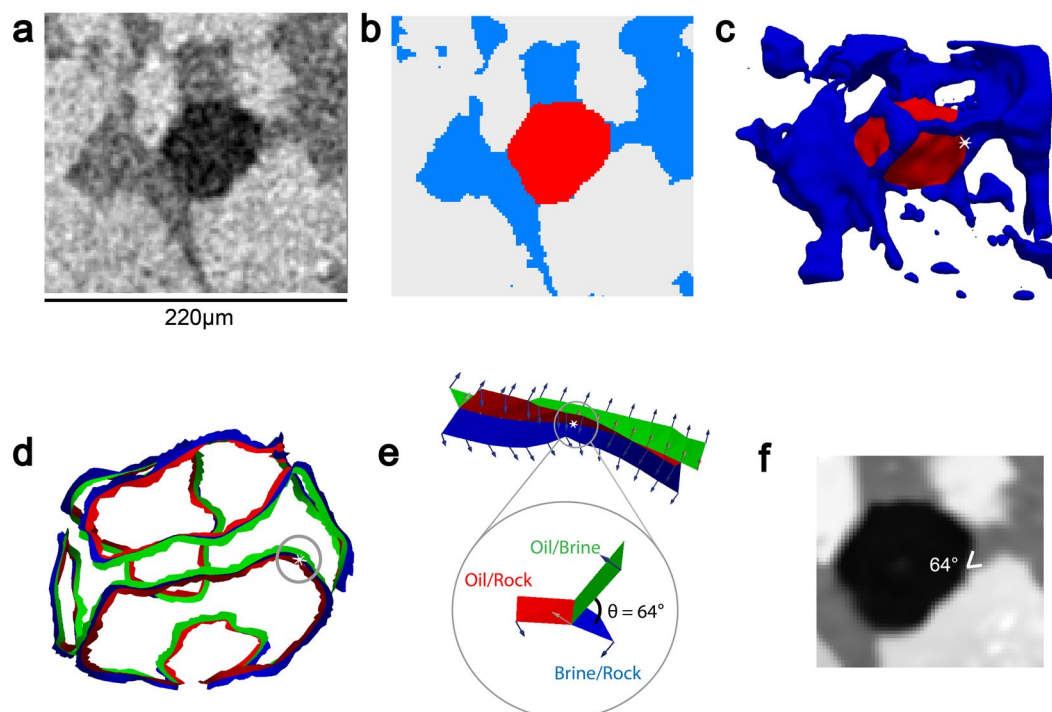 a
b
c
220μm
d
e
f
Oil/Brine
Oil/Rock
θ = 64°
Brine/Rock
64°